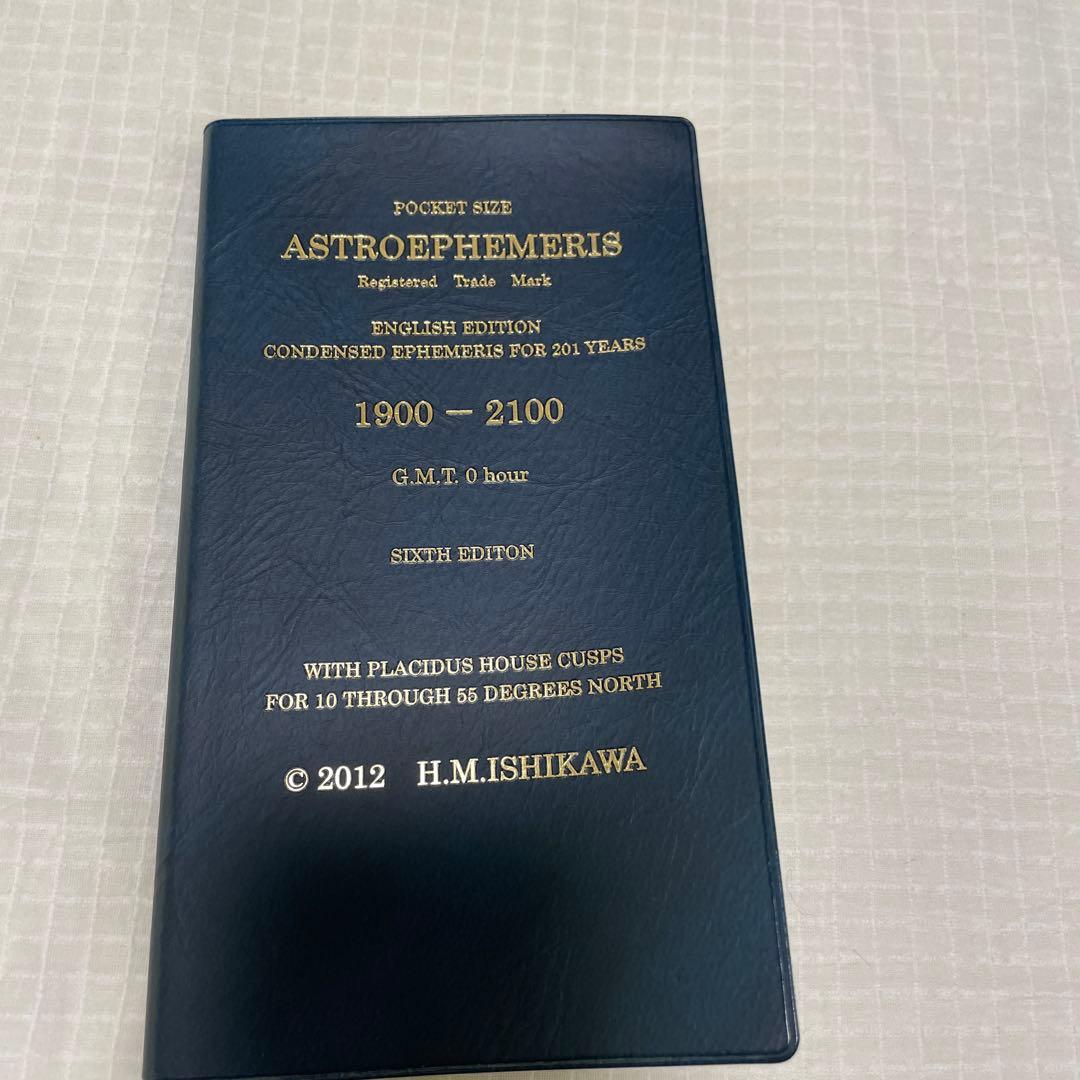 POCKET SIZE
ASTROEPHEMERIS
Registered Trade Mark
ENGLISH EDITION
CONDENSED EPHEMERIS FOR 201 YEARS
1900 — 2100
G.M.T. 0 hour
SIXTH EDITON
WITH PLACIDUS HOUSE CUSPS
FOR 10 THROUGH 55 DEGREES NORTH
© 2012 H.M.ISHIKAWA